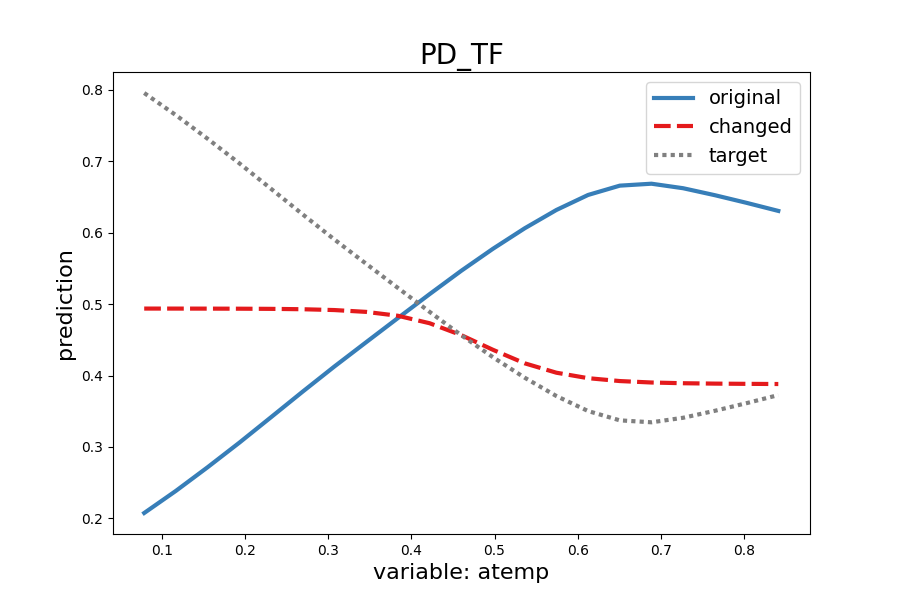 PD_TF
original
changed
target
prediction
0.8
0.7
0.6
0.5
0.4
0.3
0.2
0.1 0.2 0.3 0.4 0.5 0.6 0.7 0.8
variable: atemp